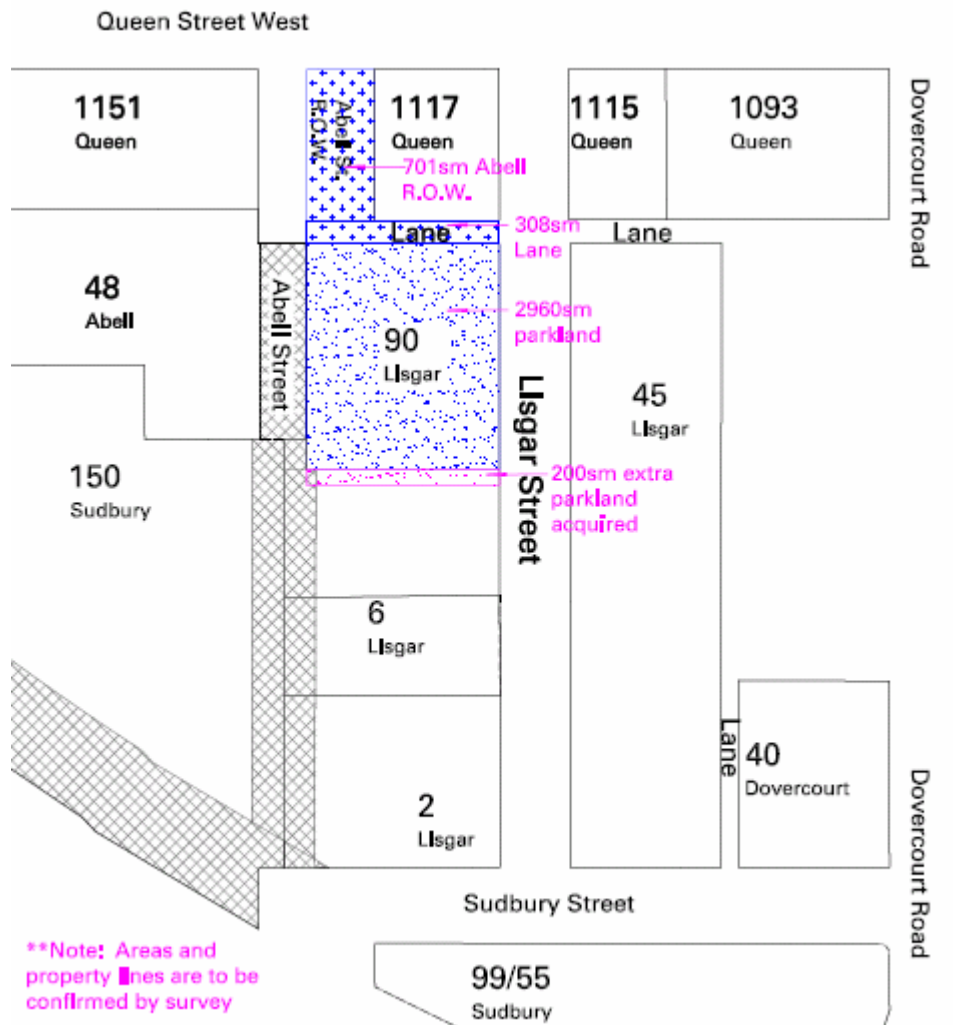 Queen Street West
1151
Queen
Abell St.
R.O.W.
1117
Queen
1115
Queen
1093
Queen
Dovercourt Road
701sm Abell
R.O.W.
Lane
308sm
Lane
Lane
48
Abell
Abell Street
2960sm
parkland
90
Lisgar
Lisgar Street
45
Lisgar
150
Sudbury
200sm extra
parkland
acquired
6
Lisgar
Lane
40
Dovercourt
2
Lisgar
Dovercourt Road
Sudbury Street
**Note: Areas and
property lines are to be
confirmed by survey
99/55
Sudbury